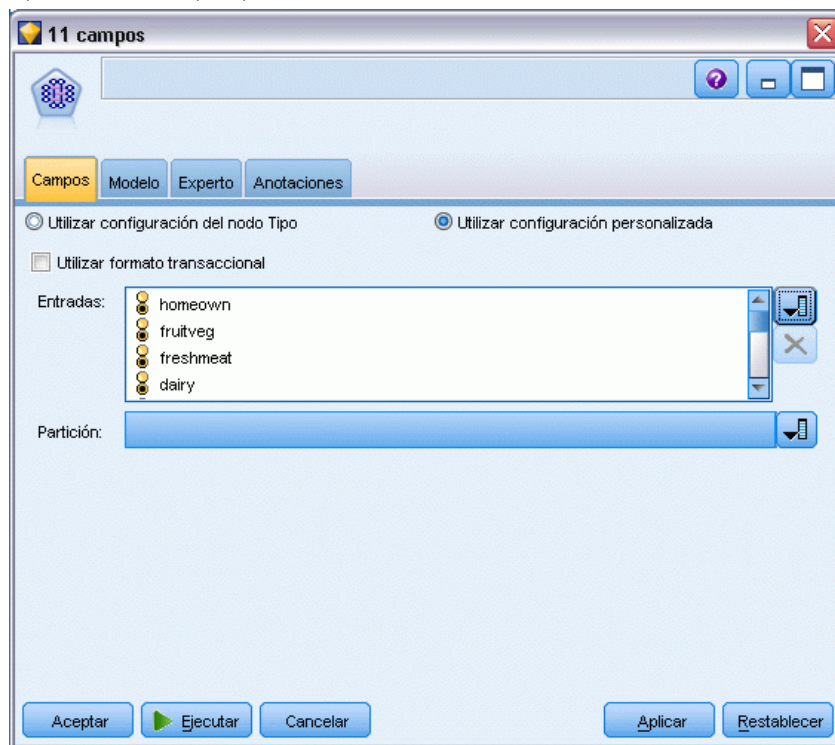 11 campos
Campos Modelo Experto Anotaciones
Utilizar configuración del nodo Tipo Utilizar configuración personalizada
Utilizar formato transaccional
Entradas: homeown
fruitveg
freshmeat
dairy
Partición:
Aceptar Ejecutar Cancelar Aplicar Restablecer